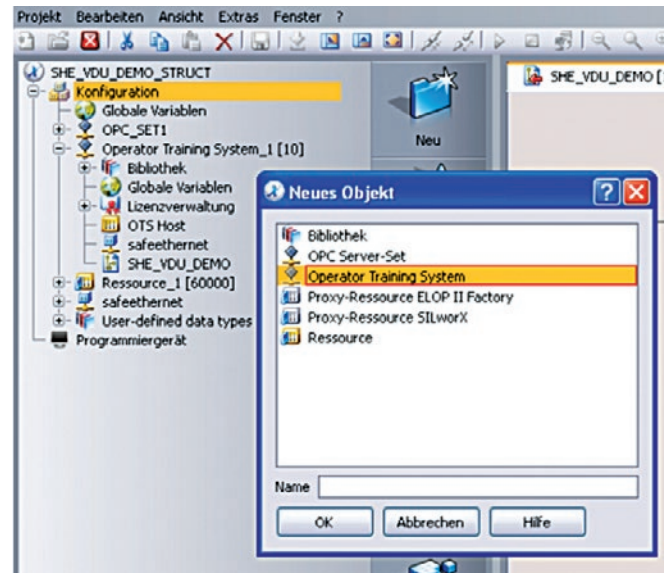 Projekt Bearbeiten Ansicht Extras Fenster ?
SHE_VDU_DEMO_STRUCT
Konfiguration
Globale Variablen
OPC_SET1
Operator Training System_1 [10]
Bibliothek
Globale Variablen
Lizenzverwaltung
OTS Host
safeethernet
SHE_VDU_DEMO
Ressource_1 [60000]
safeethernet
User-defined data types
Programmiergerät
Neu
SHE_VDU_DEMO [
Neues Objekt
Bibliothek
OPC Server-Set
Operator Training System
Proxy-Ressource ELOP II Factory
Proxy-Ressource SILworX
Ressource
Name
OK Abbrechen Hilfe